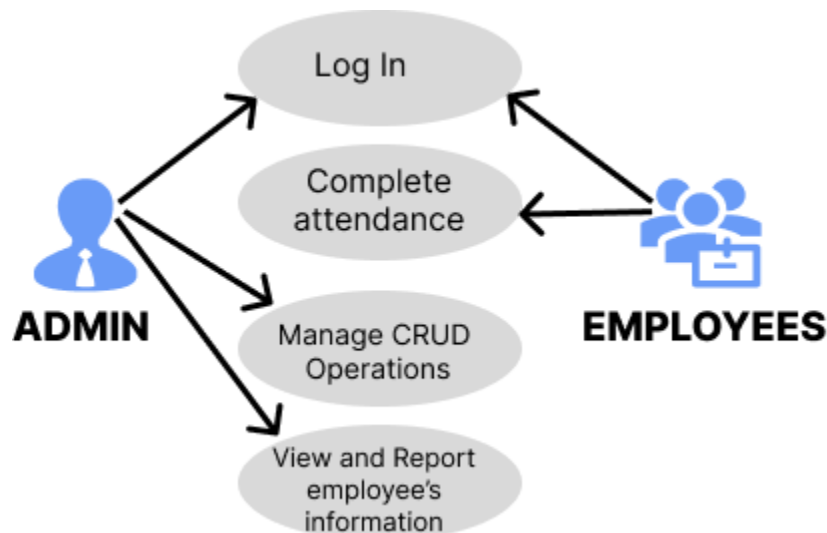 Log In
Complete
attendance
ADMIN
EMPLOYEES
Manage CRUD
Operations
View and Report
employee's
information